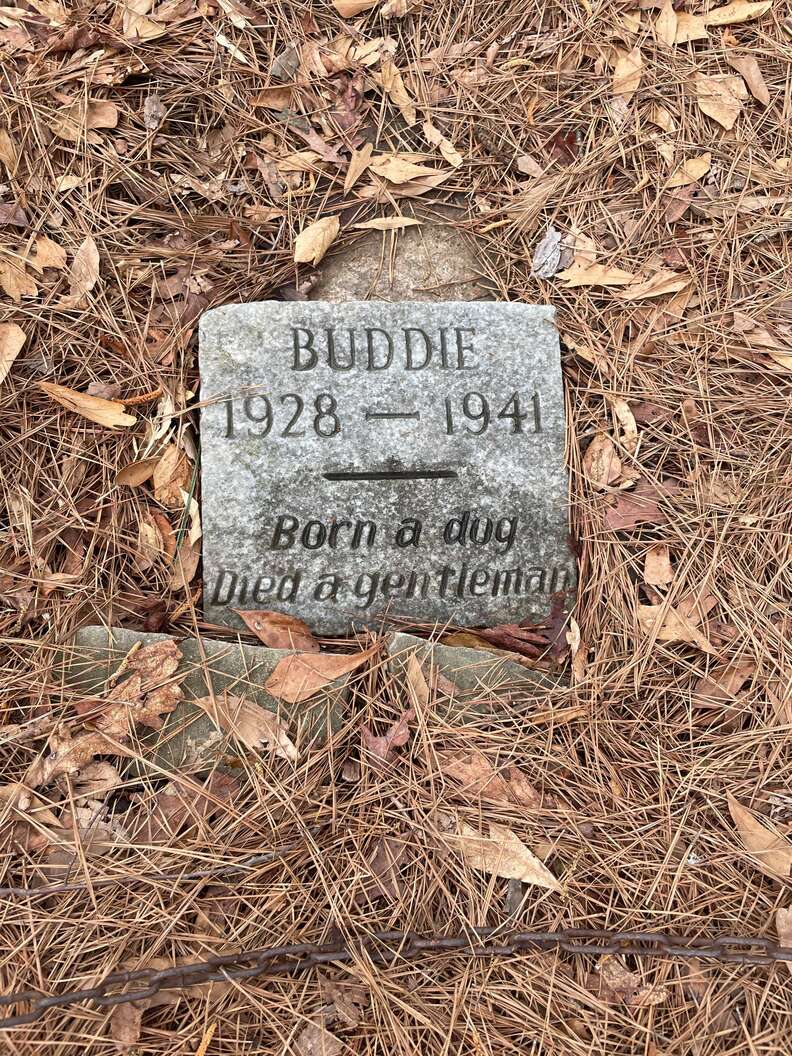 BUDDIE
1928 — 1941
Born a dog
Died a gentleman